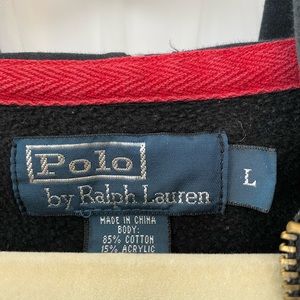 Polo
by Ralph Lauren
L
MADE IN CHINA
BODY:
85% COTTON
15% ACRYLIC